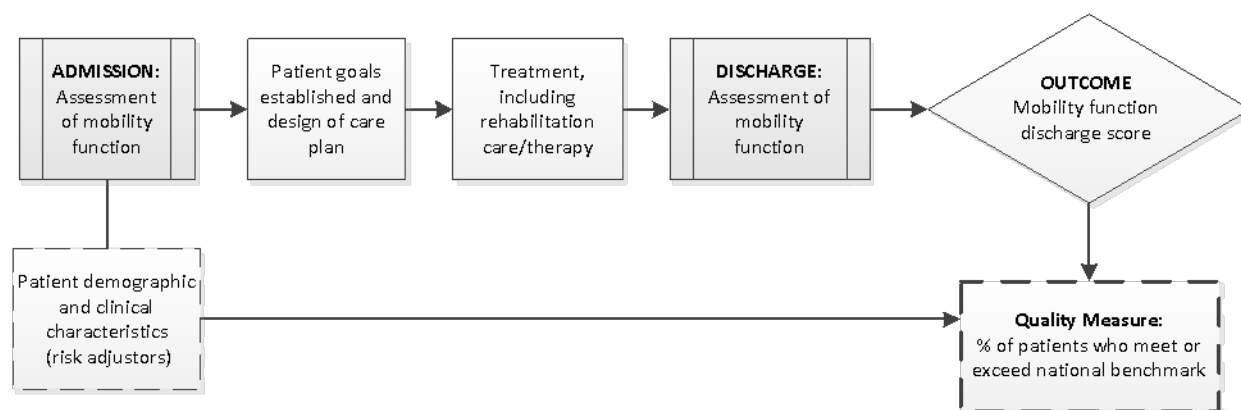 ADMISSION:
Assessment
of mobility
function
Patient goals
established and
design of care
plan
Treatment,
including
rehabilitation
care/therapy
DISCHARGE:
Assessment of
mobility
function
OUTCOME
Mobility function
discharge score
Patient demographic
and clinical
characteristics
(risk adjustors)
Quality Measure:
% of patients who meet or
exceed national benchmark